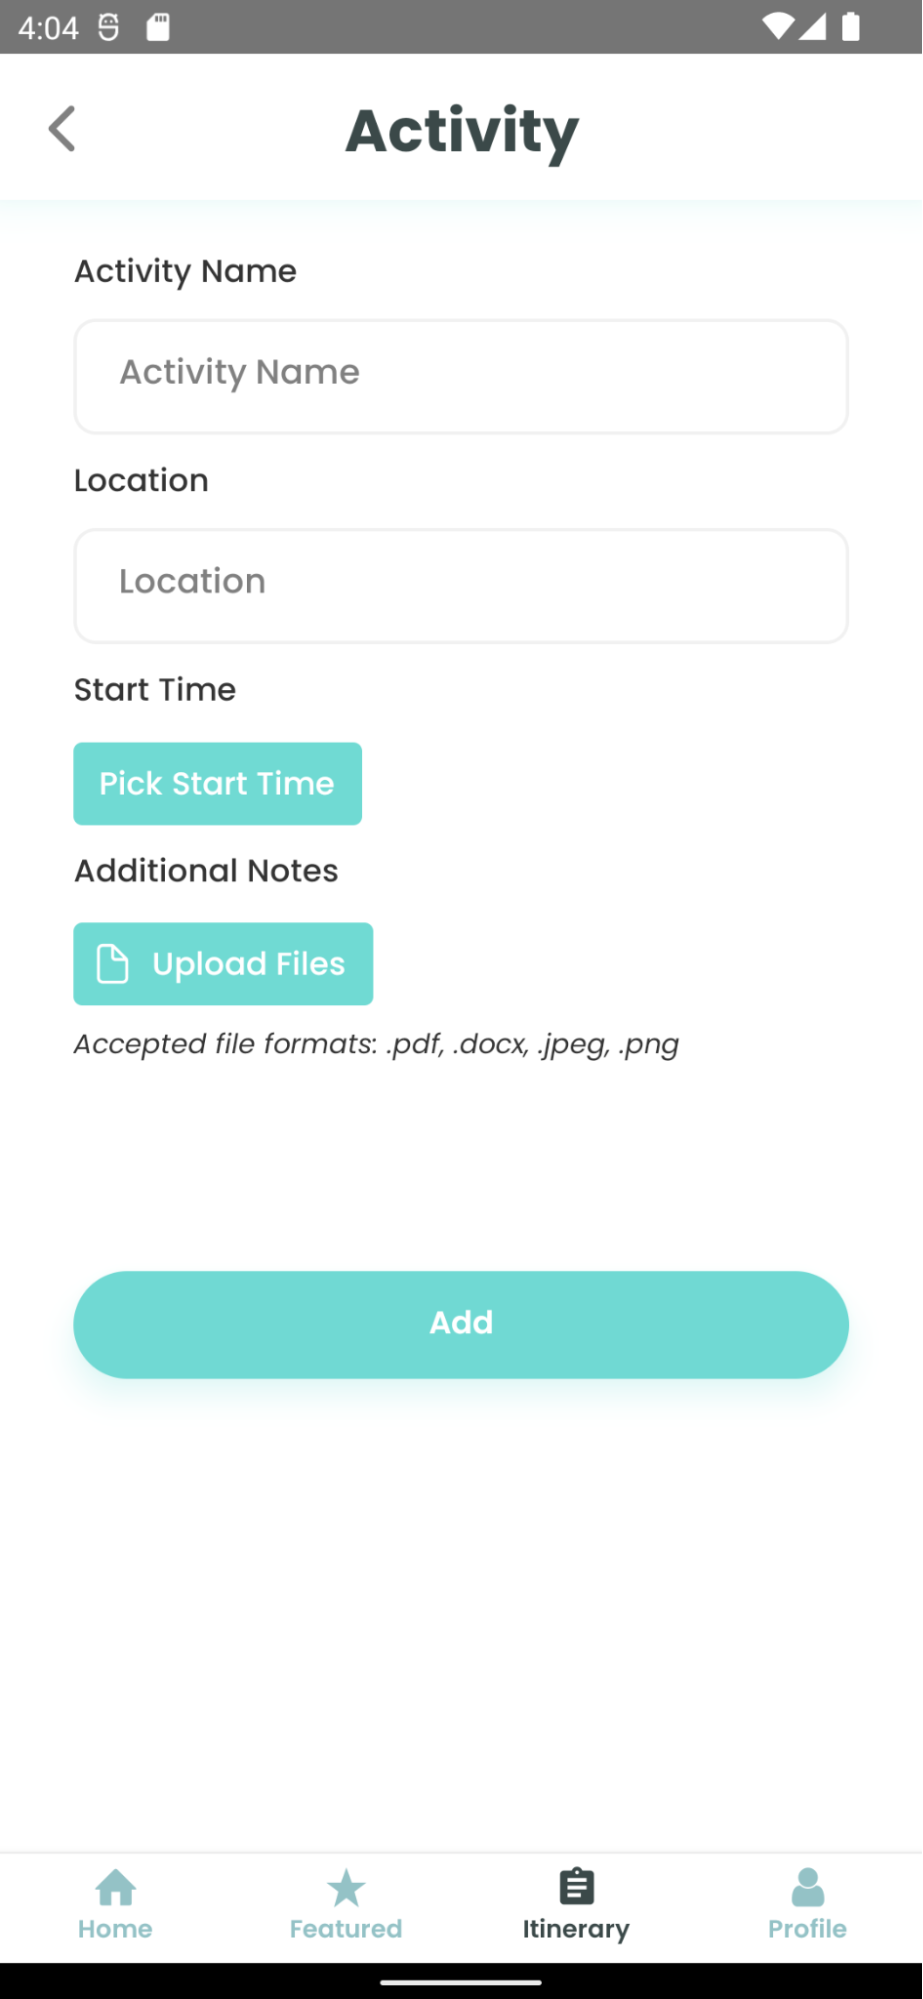 4:04
Activity
Activity Name
Activity Name
Location
Location
Start Time
Pick Start Time
Additional Notes
Upload Files
Accepted file formats: .pdf, .docx, .jpeg, .png
Add
Home Featured Itinerary Profile